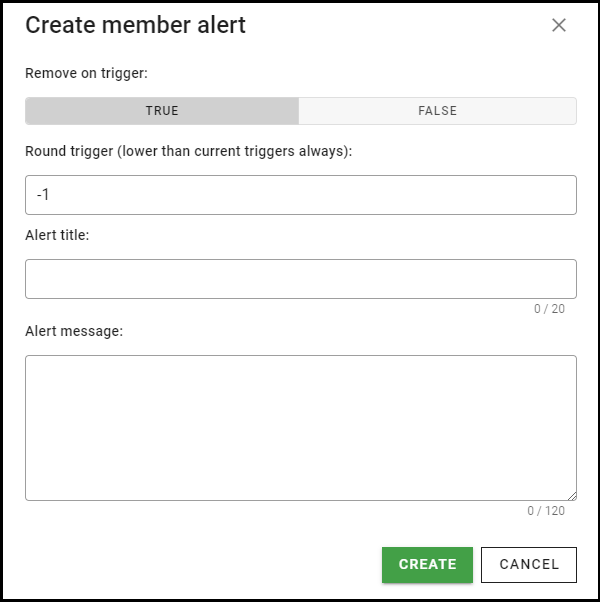 Create member alert
Remove on trigger:
TRUE FALSE
Round trigger (lower than current triggers always):
-1
Alert title:
0 / 20
Alert message:
0 / 120
CREATE CANCEL